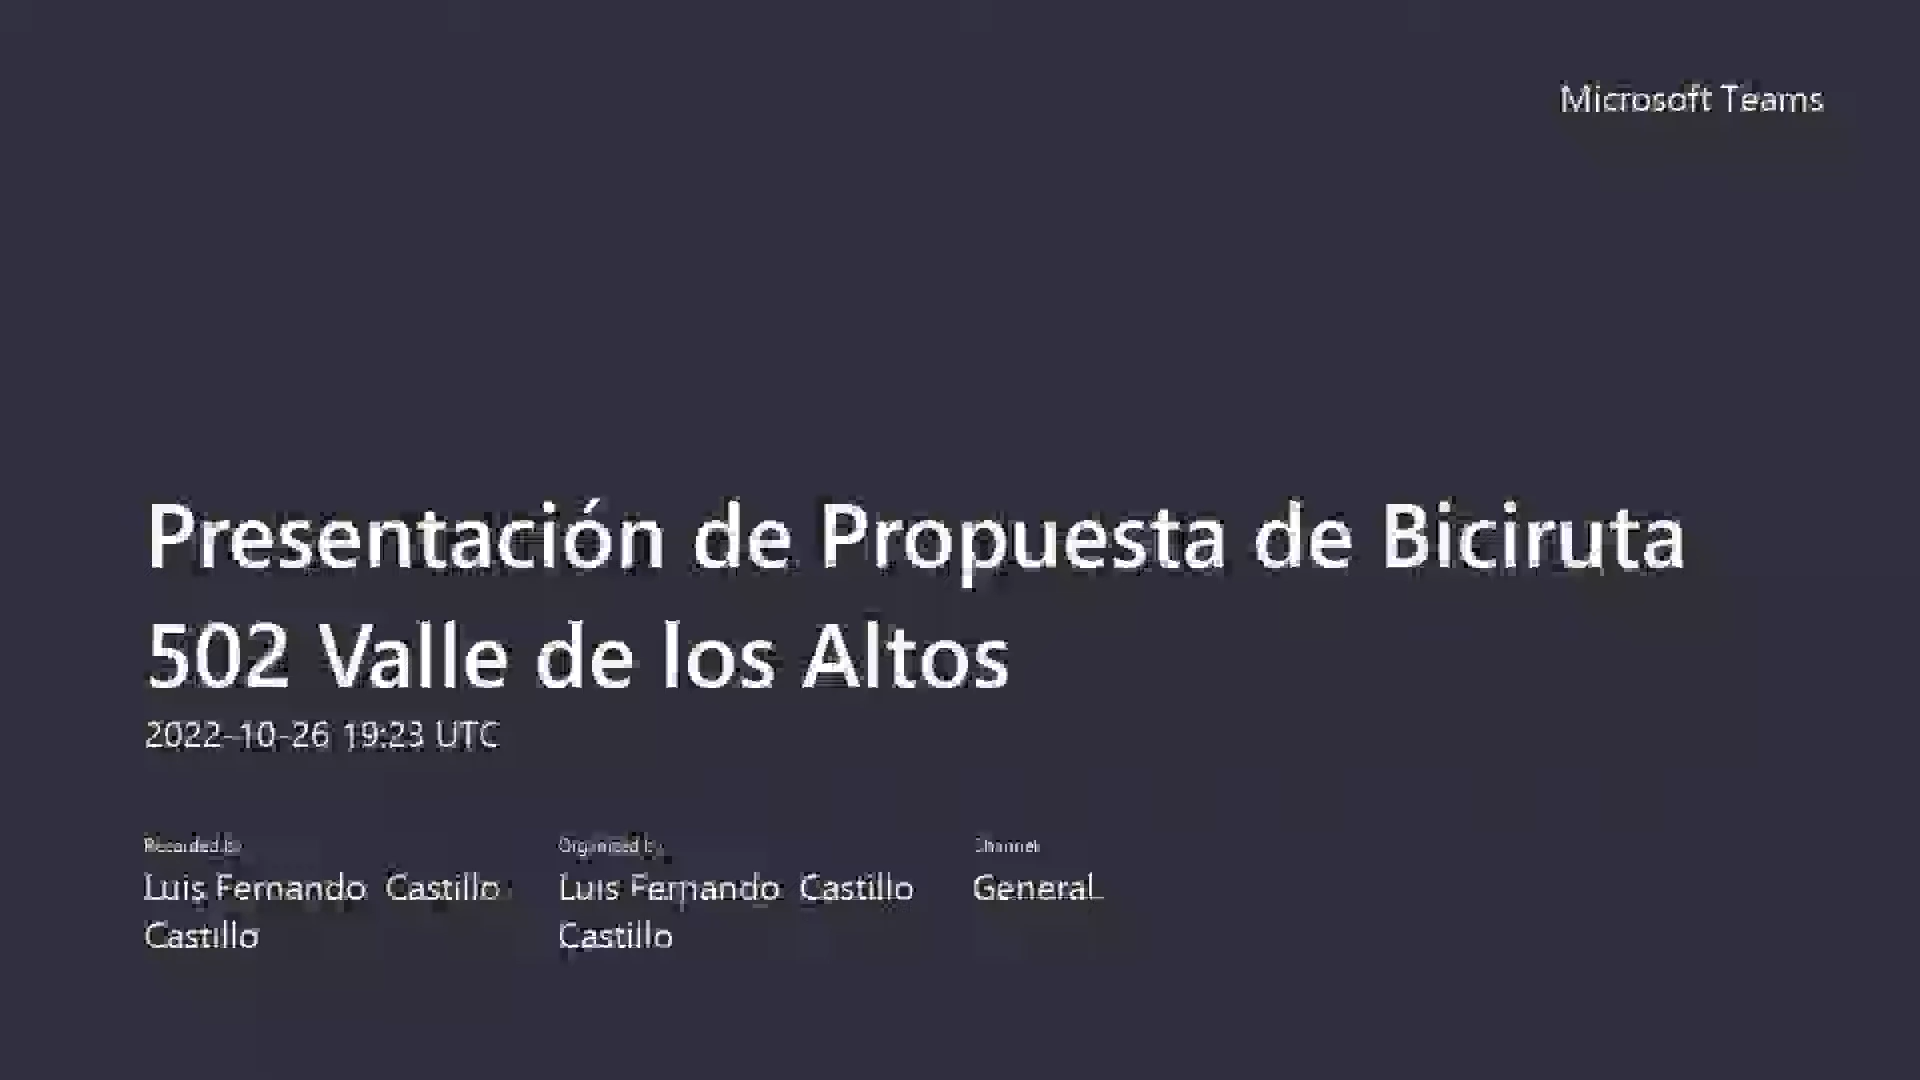 Microsoft Teams
Presentación de Propuesta de Biciruta
502 Valle de los Altos
2022-10-26 19:23 UTC
Recorded by
Organized by
Channel
Luis Fernando Castillo
Castillo
Luis Fernando Castillo
Castillo
General